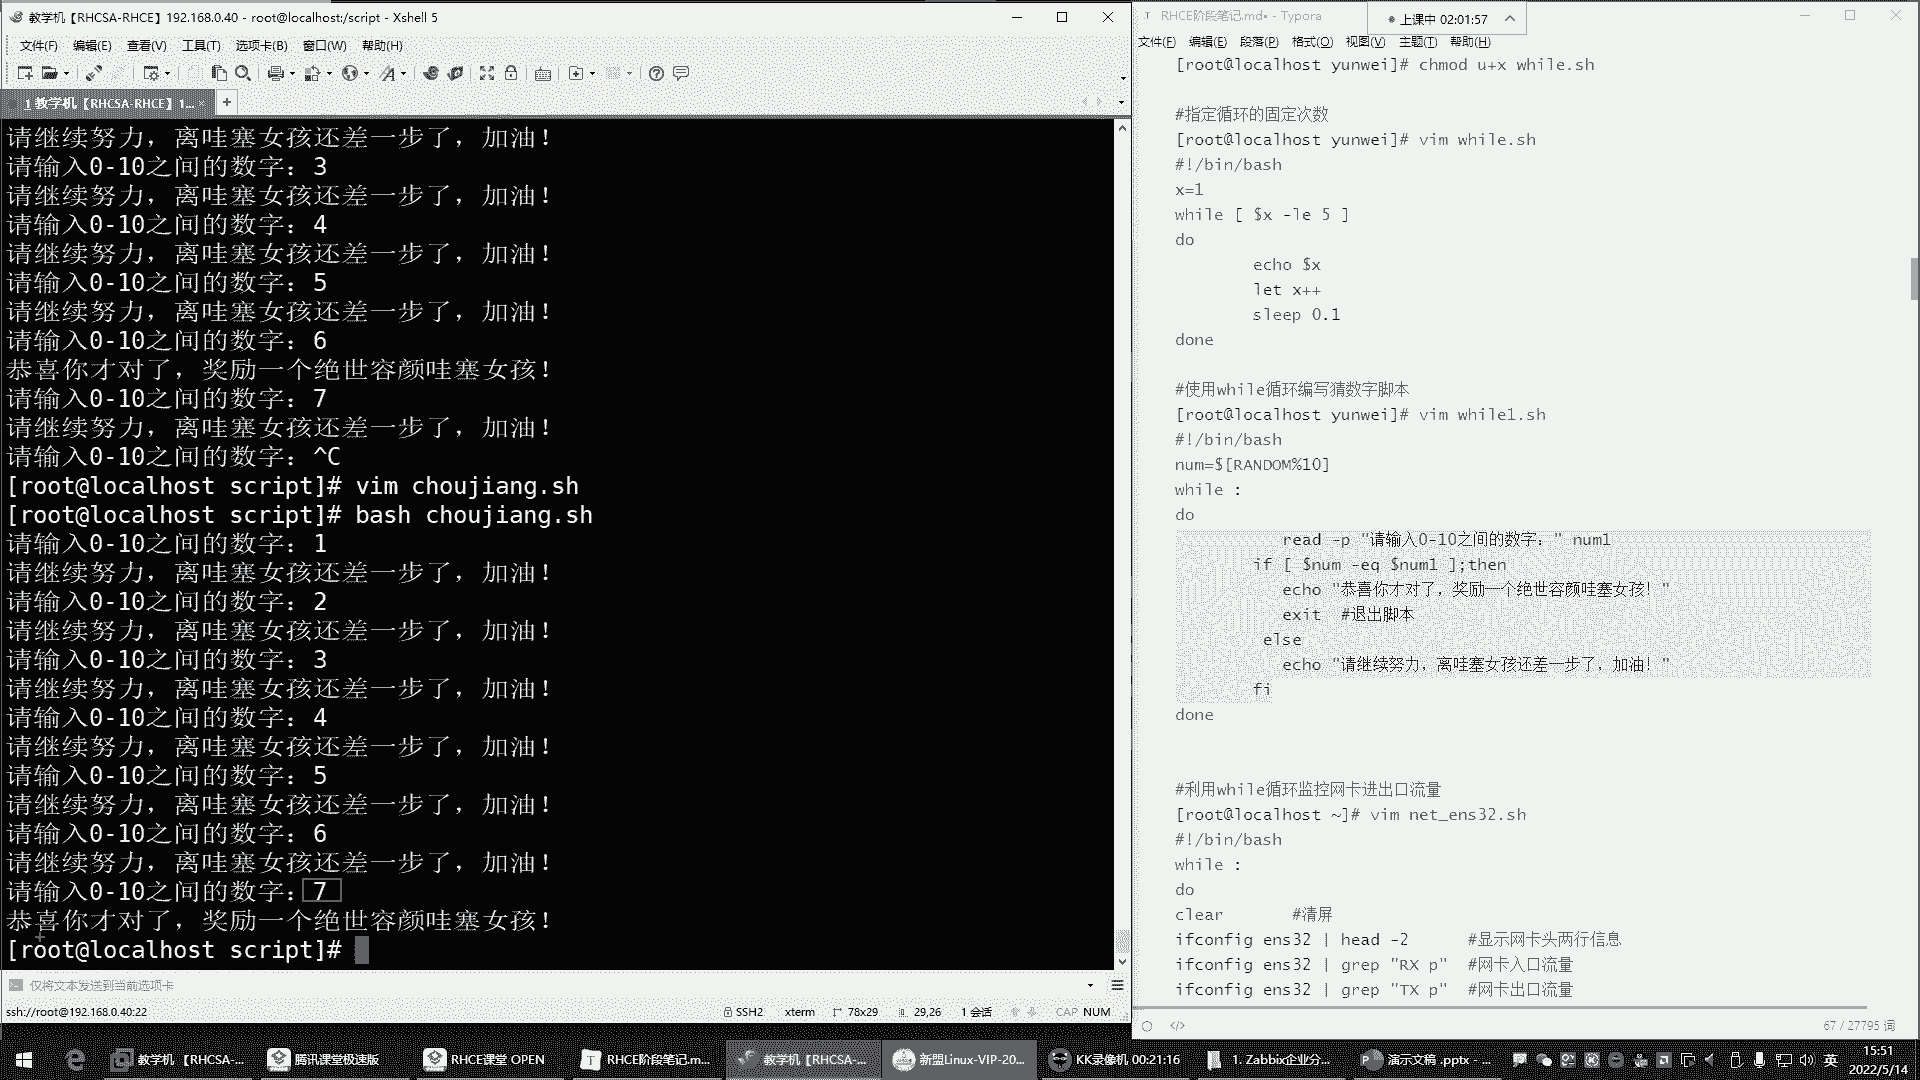 教学机【RHCSA-RHCE】192.168.0.40 - root@localhost:/script - Xshell 5
文件(F) 编辑(E) 查看(V) 工具(T) 选项卡(B) 窗口(W) 帮助(H)
1 教学机【RHCSA-RHCE】1... × +
请继续努力，离哇塞女孩还差一步了，加油！
请输入0-10之间的数字：3
请继续努力，离哇塞女孩还差一步了，加油！
请输入0-10之间的数字：4
请继续努力，离哇塞女孩还差一步了，加油！
请输入0-10之间的数字：5
请继续努力，离哇塞女孩还差一步了，加油！
请输入0-10之间的数字：6
恭喜你才对了，奖励一个绝世容颜哇塞女孩！
请输入0-10之间的数字：7
请继续努力，离哇塞女孩还差一步了，加油！
请输入0-10之间的数字：^C
[root@localhost script]# vim choujiang.sh
[root@localhost script]# bash choujiang.sh
请输入0-10之间的数字：1
请继续努力，离哇塞女孩还差一步了，加油！
请输入0-10之间的数字：2
请继续努力，离哇塞女孩还差一步了，加油！
请输入0-10之间的数字：3
请继续努力，离哇塞女孩还差一步了，加油！
请输入0-10之间的数字：4
请继续努力，离哇塞女孩还差一步了，加油！
请输入0-10之间的数字：5
请继续努力，离哇塞女孩还差一步了，加油！
请输入0-10之间的数字：6
请继续努力，离哇塞女孩还差一步了，加油！
请输入0-10之间的数字：7
恭喜你才对了，奖励一个绝世容颜哇塞女孩！
[root@localhost script]#
仅将文本发送到当前选项卡
ssh://root@192.168.0.40:22 SSH2 xterm 78x29 29,26 1 会话 CAP NUM
RHCE阶段笔记.md• - Typora
上课中 02:01:57
文件(F) 编辑(E) 段落(P) 格式(O) 视图(V) 主题(T) 帮助(H)
[root@localhost yunwei]# chmod u+x while.sh
#指定循环的固定次数
[root@localhost yunwei]# vim while.sh
#!/bin/bash
x=1
while [ $x -le 5 ]
do
echo $x
let x++
sleep 0.1
done
#使用while循环编写猜数字脚本
[root@localhost yunwei]# vim while1.sh
#!/bin/bash
num=$[RANDOM%10]
while :
do
read -p "请输入0-10之间的数字：" num1
if [ $num -eq $num1 ];then
echo "恭喜你才对了，奖励一个绝世容颜哇塞女孩！"
exit #退出脚本
else
echo "请继续努力，离哇塞女孩还差一步了，加油！"
fi
done
#利用while循环监控网卡进出口流量
[root@localhost ~]# vim net_ens32.sh
#!/bin/bash
while :
do
clear #清屏
ifconfig ens32 | head -2 #显示网卡头两行信息
ifconfig ens32 | grep "RX p" #网卡入口流量
ifconfig ens32 | grep "TX p" #网卡出口流量
67 / 27795 词
教学机【RHCSA-... 腾讯课堂极速版 RHCE课堂 OPEN RHCE阶段笔记.m... 教学机【RHCSA-... 新盟Linux-VIP-20... KK录像机 00:21:16 1. Zabbix企业分... 演示文稿 .pptx - ... 英 15:51
2022/5/14